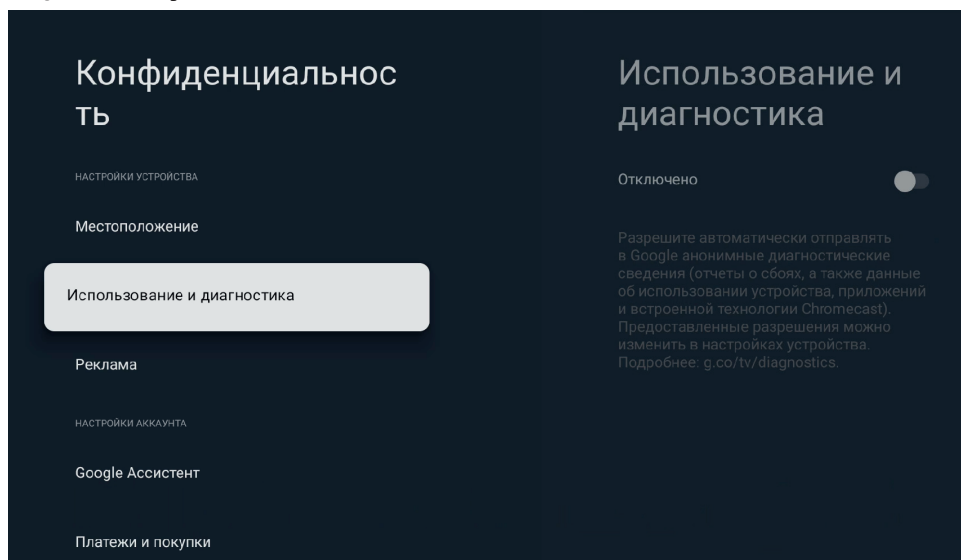 Конфиденциальнос
ть
НАСТРОЙКИ УСТРОЙСТВА
Местоположение
Использование и диагностика
Реклама
НАСТРОЙКИ АККАУНТА
Google Ассистент
Платежи и покупки
Использование и
диагностика
Отключено
Разрешите автоматически отправлять
в Google анонимные диагностические
сведения (отчеты о сбоях, а также данные
об использовании устройства, приложений
и встроенной технологии Chromecast).
Предоставленные разрешения можно
изменить в настройках устройства.
Подробнее: g.co/tv/diagnostics.